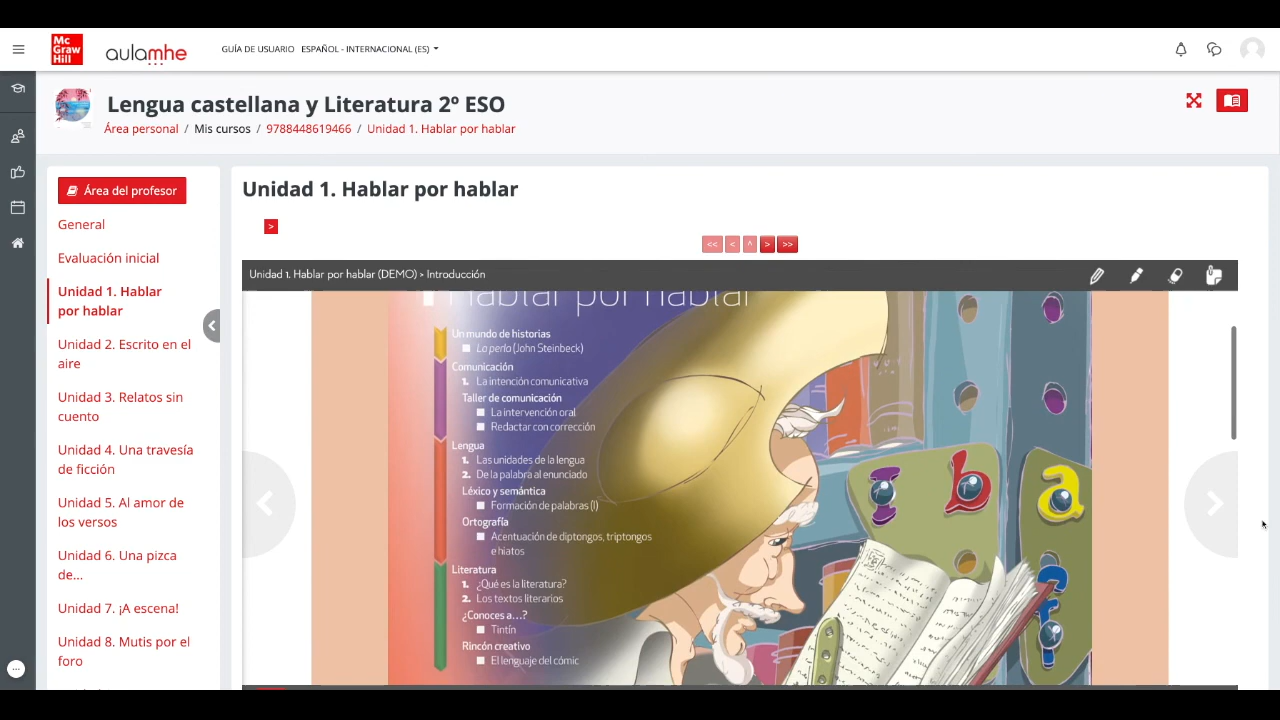 Mc
Graw
Hill
aulamhe
GUÍA DE USUARIO ESPAÑOL - INTERNACIONAL (ES)
Lengua castellana y Literatura 2º ESO
Área personal / Mis cursos / 9788448619466 / Unidad 1. Hablar por hablar
Área del profesor
General
Evaluación inicial
Unidad 1. Hablar
por hablar
Unidad 2. Escrito en el
aire
Unidad 3. Relatos sin
cuento
Unidad 4. Una travesía
de ficción
Unidad 5. Al amor de
los versos
Unidad 6. Una pizca
de...
Unidad 7. ¡A escena!
Unidad 8. Mutis por el
foro
Unidad 1. Hablar por hablar
>
<< < ^ > >>
Unidad 1. Hablar por hablar (DEMO) > Introducción
Hablar por hablar
Un mundo de historias
La perla (John Steinbeck)
Comunicación
1. La intención comunicativa
Taller de comunicación
La intervención oral
Redactar con corrección
Lengua
1. Las unidades de la lengua
2. De la palabra al enunciado
Léxico y semántica
Formación de palabras (I)
Ortografía
Acentuación de diptongos, triptongos
e hiatos
Literatura
1. ¿Qué es la literatura?
2. Los textos literarios
¿Conoces a...?
Tintín
Rincón creativo
El lenguaje del cómic
i b a